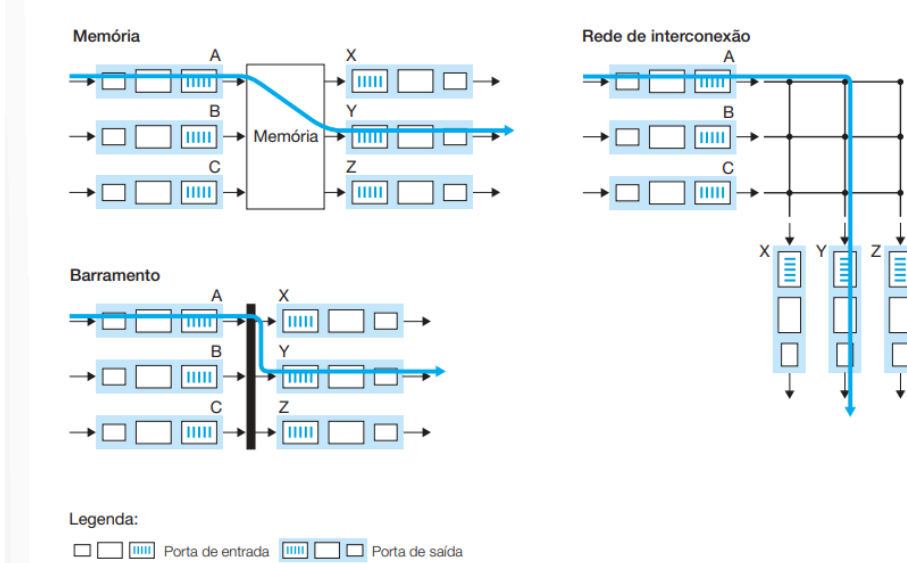 Memória
A
X
B
Y
Memória
C
Z
Rede de interconexão
A
B
C
X
Y
Z
Barramento
A
X
B
Y
C
Z
Legenda:
Porta de entrada
Porta de saída